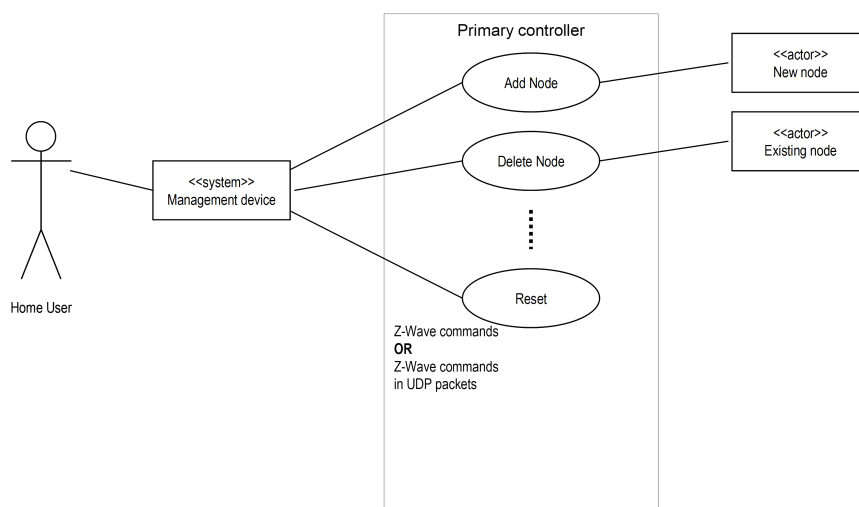 Primary controller
Add Node
<<actor>>
New node
Delete Node
<<actor>>
Existing node
<<system>>
Management device
Home User
Reset
Z-Wave commands
OR
Z-Wave commands
in UDP packets